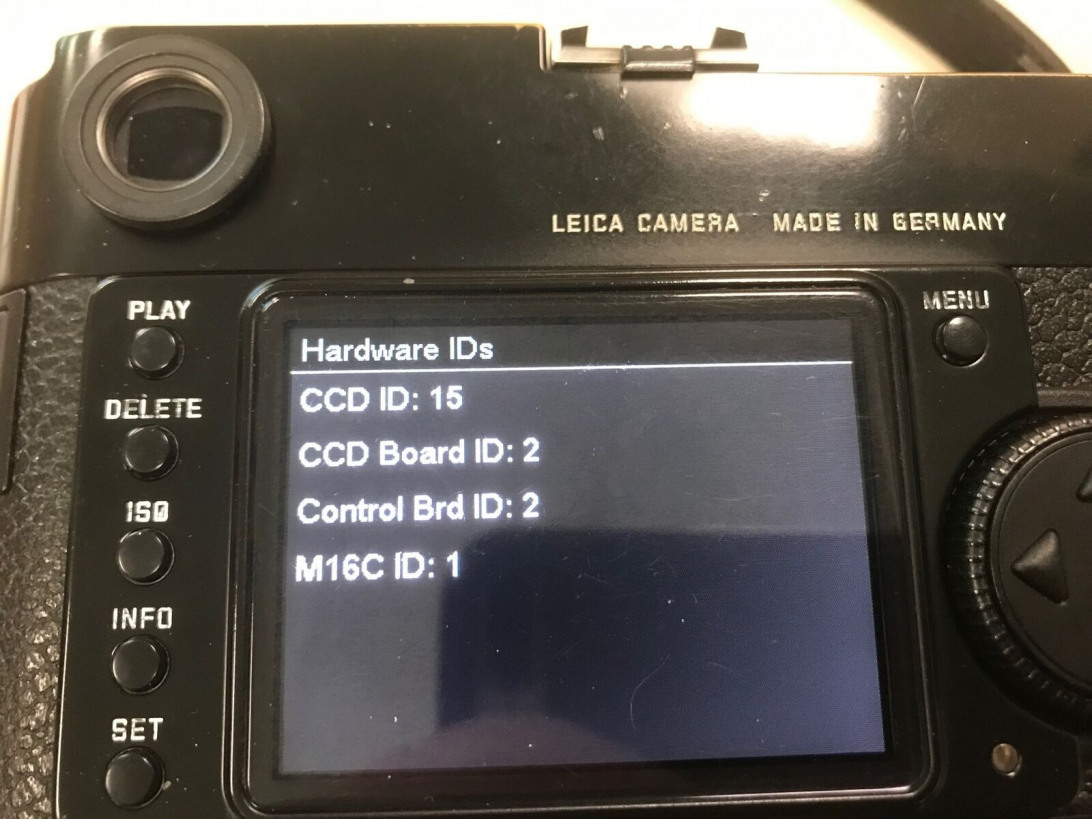 LEICA CAMERA MADE IN GERMANY
PLAY
DELETE
ISO
INFO
SET
MENU
Hardware IDs
CCD ID: 15
CCD Board ID: 2
Control Brd ID: 2
M16C ID: 1